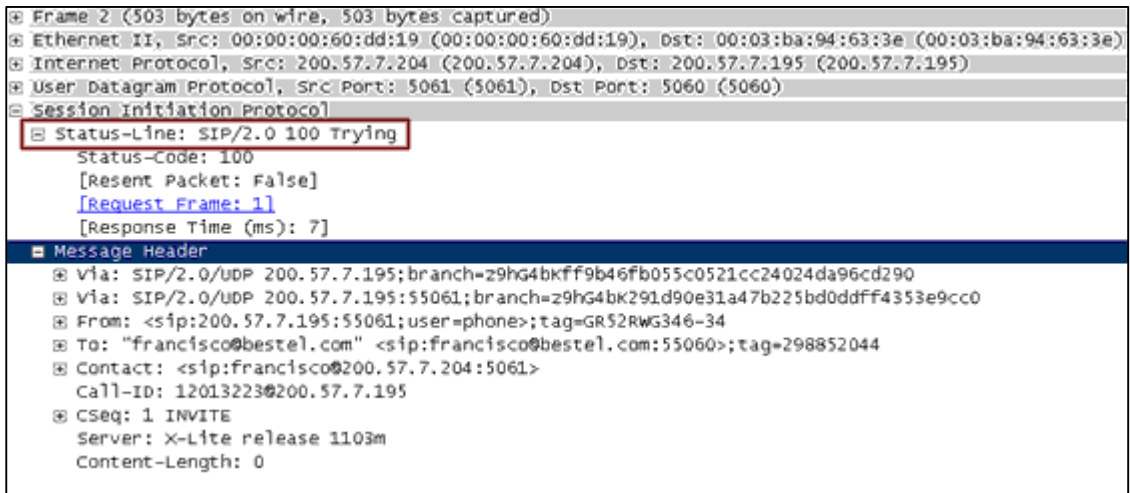 Frame 2 (503 bytes on wire, 503 bytes captured)
Ethernet II, Src: 00:00:00:60:dd:19 (00:00:00:60:dd:19), Dst: 00:03:ba:94:63:3e (00:03:ba:94:63:3e)
Internet Protocol, Src: 200.57.7.204 (200.57.7.204), Dst: 200.57.7.195 (200.57.7.195)
User Datagram Protocol, Src Port: 5061 (5061), Dst Port: 5060 (5060)
Session Initiation Protocol
Status-Line: SIP/2.0 100 Trying
Status-Code: 100
[Resent Packet: False]
[Request Frame: 1]
[Response Time (ms): 7]
Message Header
Via: SIP/2.0/UDP 200.57.7.195;branch=z9hG4bKff9b46fb055c0521cc24024da96cd290
Via: SIP/2.0/UDP 200.57.7.195:55061;branch=z9hG4bK291d90e31a47b225bd0ddff4353e9cc0
From: <sip:200.57.7.195:55061;user=phone>;tag=GR52RWG346-34
To: "francisco@bestel.com" <sip:francisco@bestel.com:55060>;tag=298852044
Contact: <sip:francisco@200.57.7.204:5061>
Call-ID: 12013223@200.57.7.195
CSeq: 1 INVITE
Server: X-Lite release 1103m
Content-Length: 0